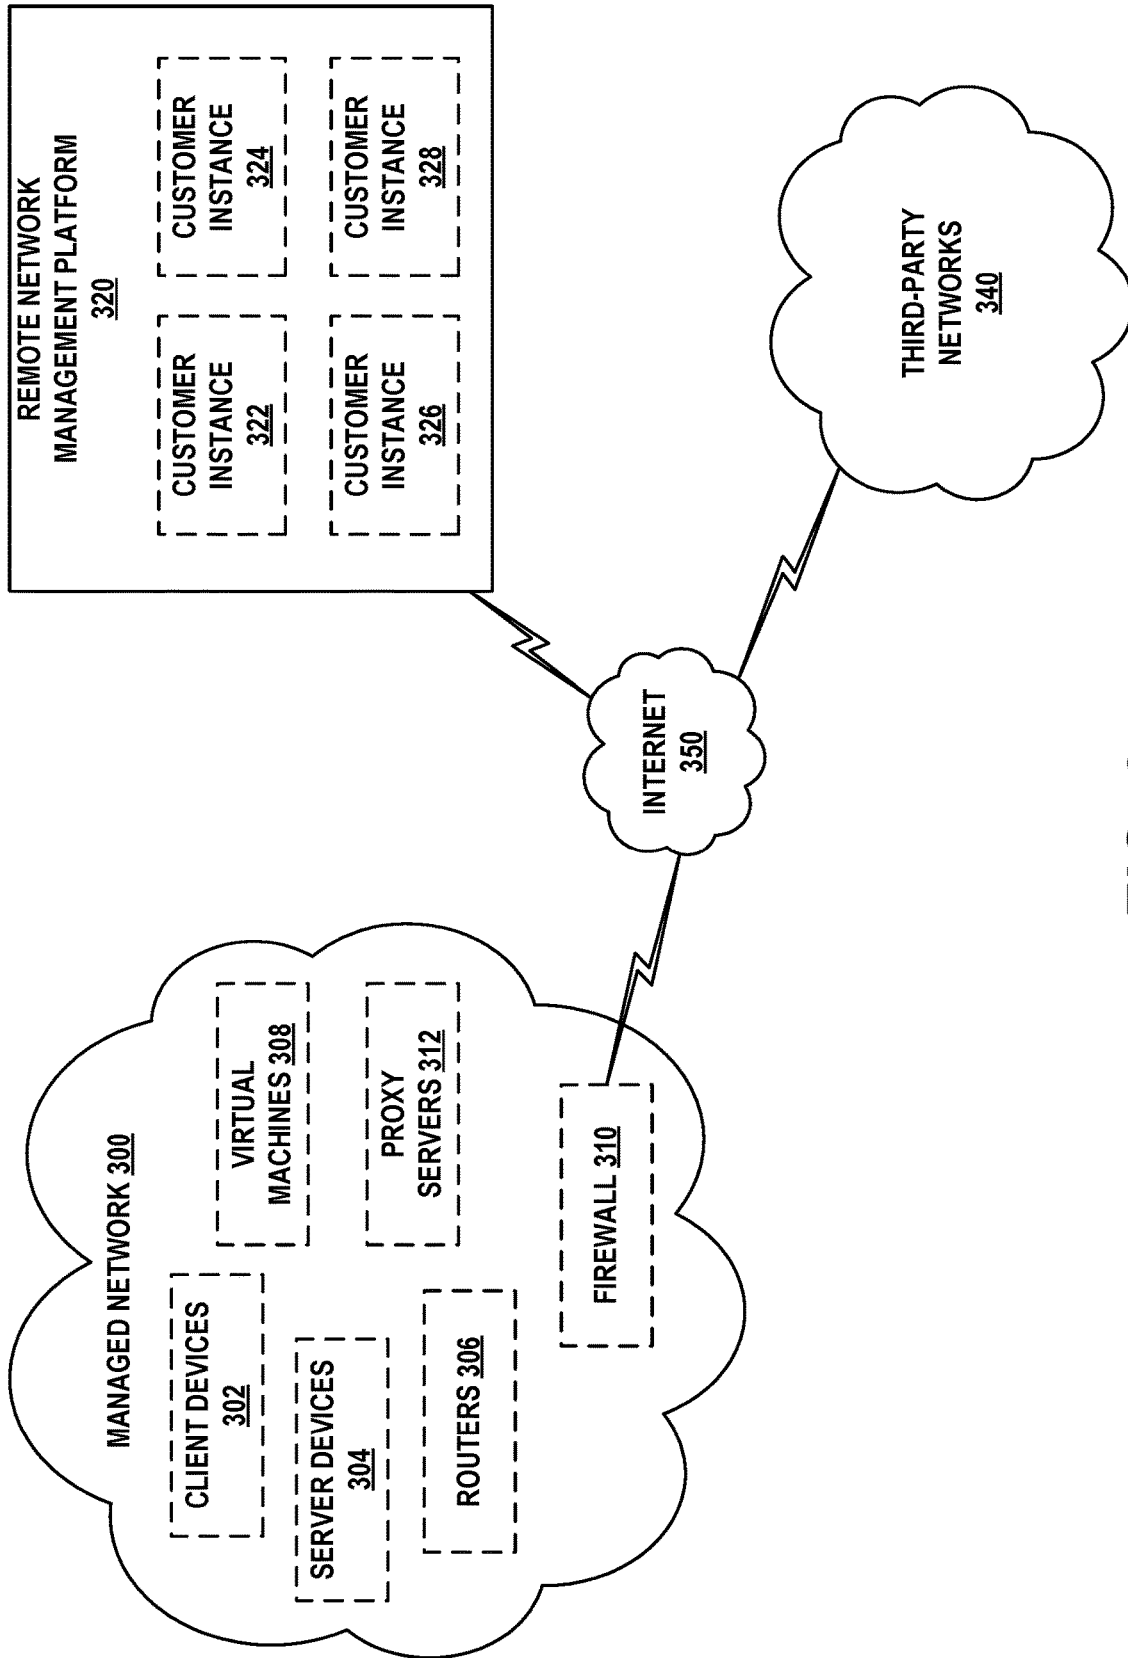 MANAGED NETWORK 300
CLIENT DEVICES
302
SERVER DEVICES
304
ROUTERS 306
VIRTUAL
MACHINES 308
PROXY
SERVERS 312
FIREWALL 310
INTERNET
350
REMOTE NETWORK
MANAGEMENT PLATFORM
320
CUSTOMER
INSTANCE
322
CUSTOMER
INSTANCE
324
CUSTOMER
INSTANCE
326
CUSTOMER
INSTANCE
328
THIRD-PARTY
NETWORKS
340